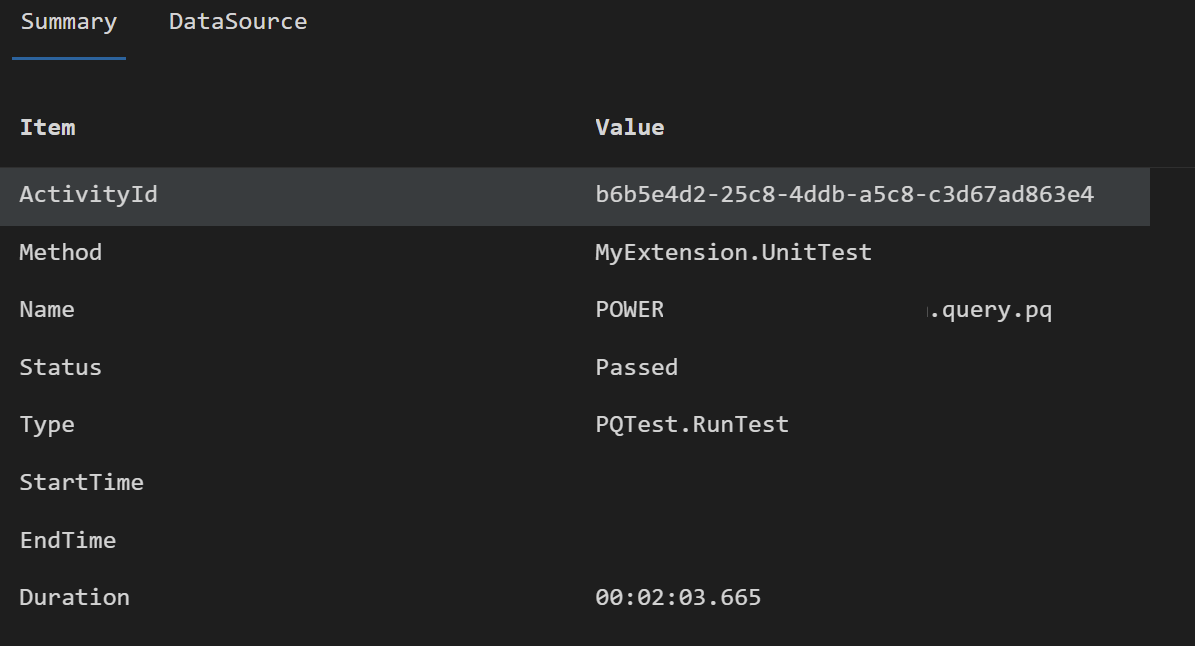 Summary DataSource
Item Value
ActivityId b6b5e4d2-25c8-4ddb-a5c8-c3d67ad863e4
Method MyExtension.UnitTest
Name POWER .query.pq
Status Passed
Type PQTest.RunTest
StartTime
EndTime
Duration 00:02:03.665